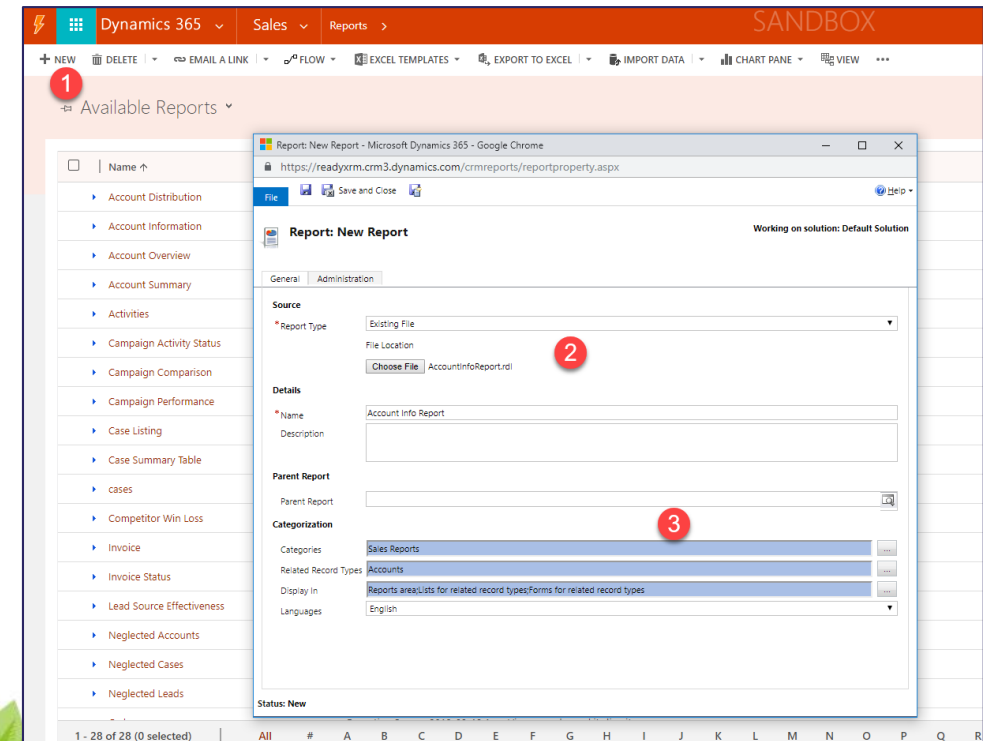 Dynamics 365 Sales Reports > SANDBOX
+ NEW DELETE EMAIL A LINK FLOW EXCEL TEMPLATES EXPORT TO EXCEL IMPORT DATA CHART PANE VIEW •••
1
Available Reports
Name ↑
Account Distribution
Account Information
Account Overview
Account Summary
Activities
Campaign Activity Status
Campaign Comparison
Campaign Performance
Case Listing
Case Summary Table
cases
Competitor Win Loss
Invoice
Invoice Status
Lead Source Effectiveness
Neglected Accounts
Neglected Cases
Neglected Leads
Report: New Report - Microsoft Dynamics 365 - Google Chrome
https://readyxrm.crm3.dynamics.com/crmreports/reportproperty.aspx
File Save and Close Help
Report: New Report Working on solution: Default Solution
General Administration
Source
*Report Type Existing File
File Location
2
Choose File AccountInfoReport.rdl
Details
*Name Account Info Report
Description
Parent Report
Parent Report
3
Categorization
Categories Sales Reports ...
Related Record Types Accounts ...
Display In Reports area;Lists for related record types;Forms for related record types ...
Languages English
Status: New
1 - 28 of 28 (0 selected) All # A B C D E F G H I J K L M N O P Q R